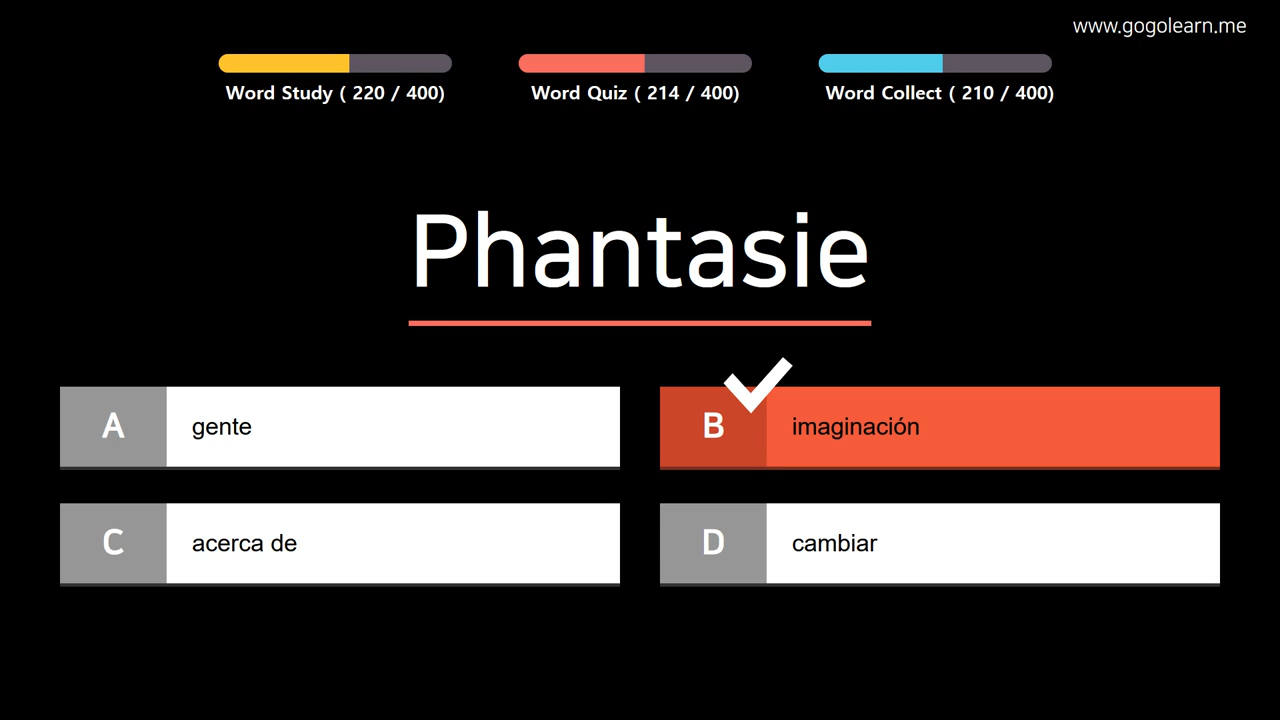 www.gogolearn.me
Word Study ( 220 / 400)
Word Quiz ( 214 / 400)
Word Collect ( 210 / 400)
Phantasie
A
gente
B
imaginación
C
acerca de
D
cambiar